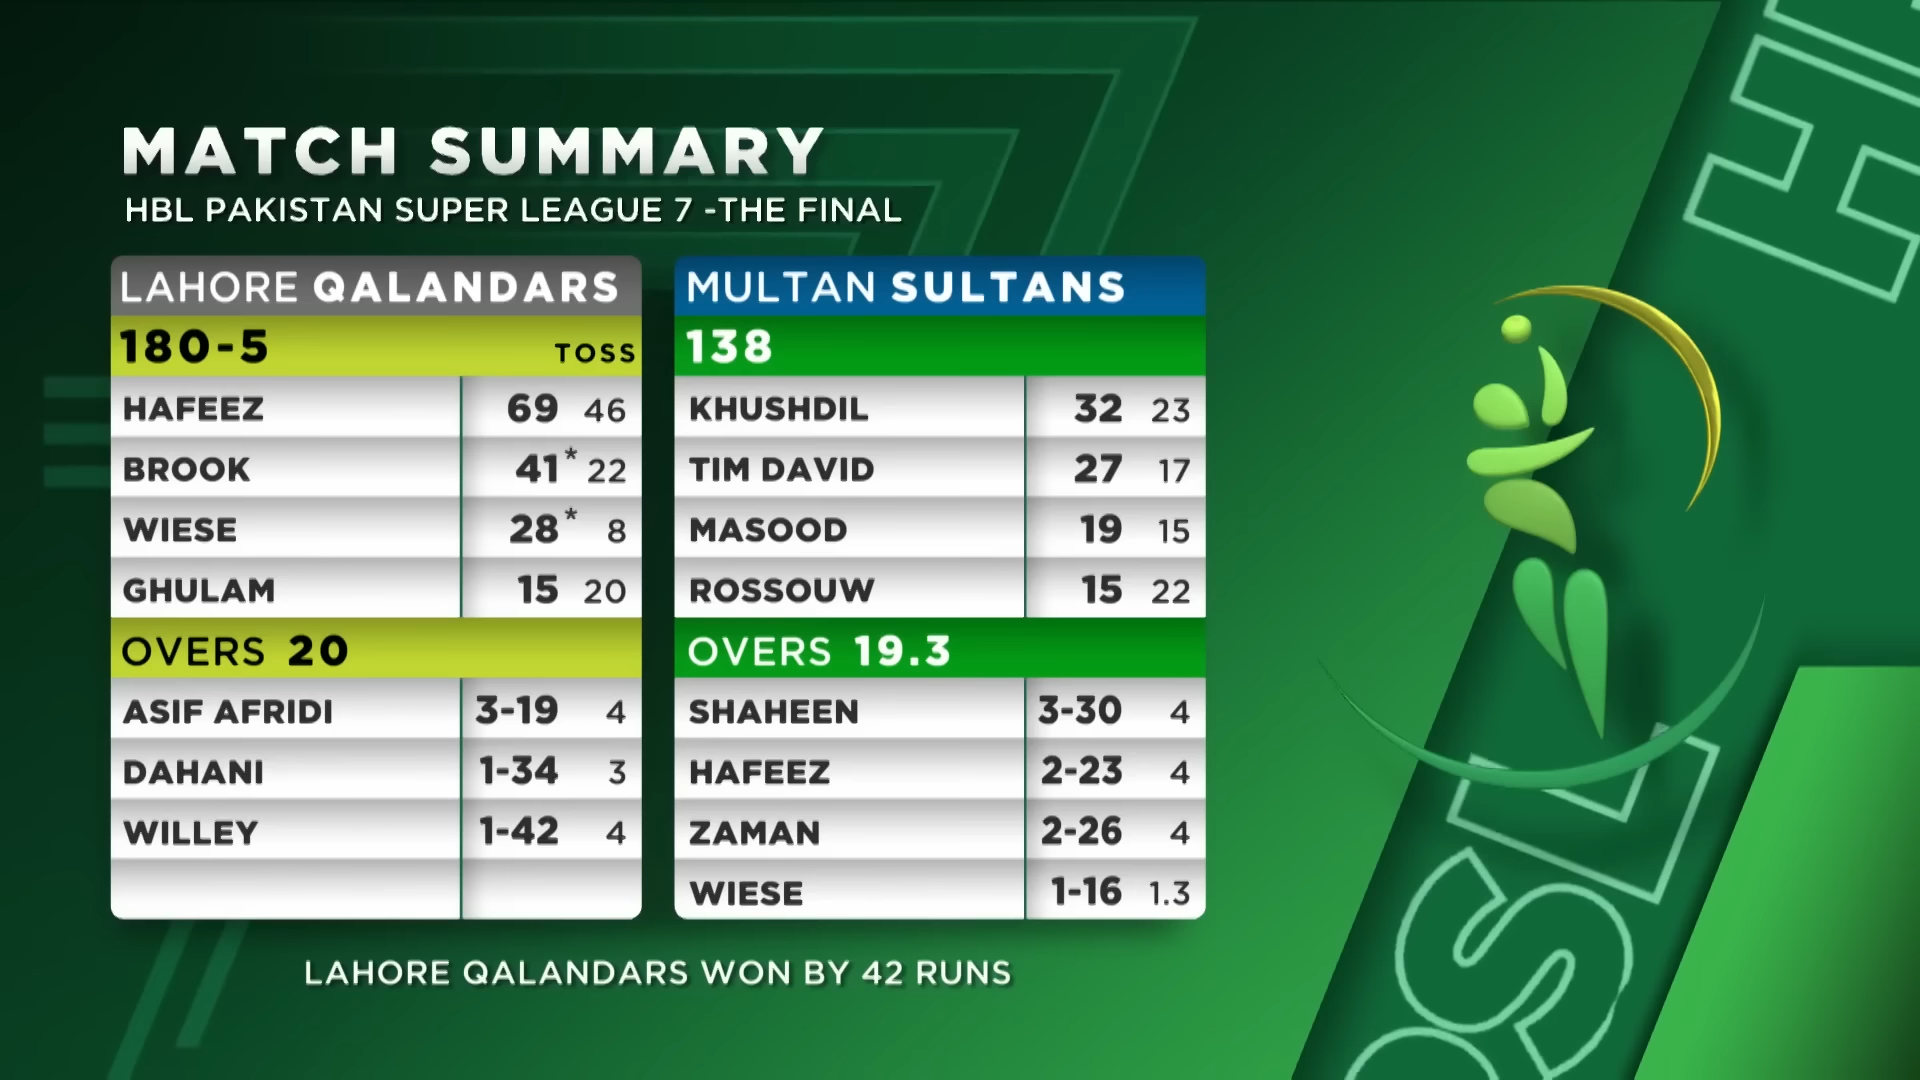 MATCH SUMMARY
HBL PAKISTAN SUPER LEAGUE 7 -THE FINAL
LAHORE QALANDARS
180-5 TOSS
HAFEEZ 69 46
BROOK 41* 22
WIESE 28* 8
GHULAM 15 20
OVERS 20
ASIF AFRIDI 3-19 4
DAHANI 1-34 3
WILLEY 1-42 4
MULTAN SULTANS
138
KHUSHDIL 32 23
TIM DAVID 27 17
MASOOD 19 15
ROSSOUW 15 22
OVERS 19.3
SHAHEEN 3-30 4
HAFEEZ 2-23 4
ZAMAN 2-26 4
WIESE 1-16 1.3
LAHORE QALANDARS WON BY 42 RUNS
PSL